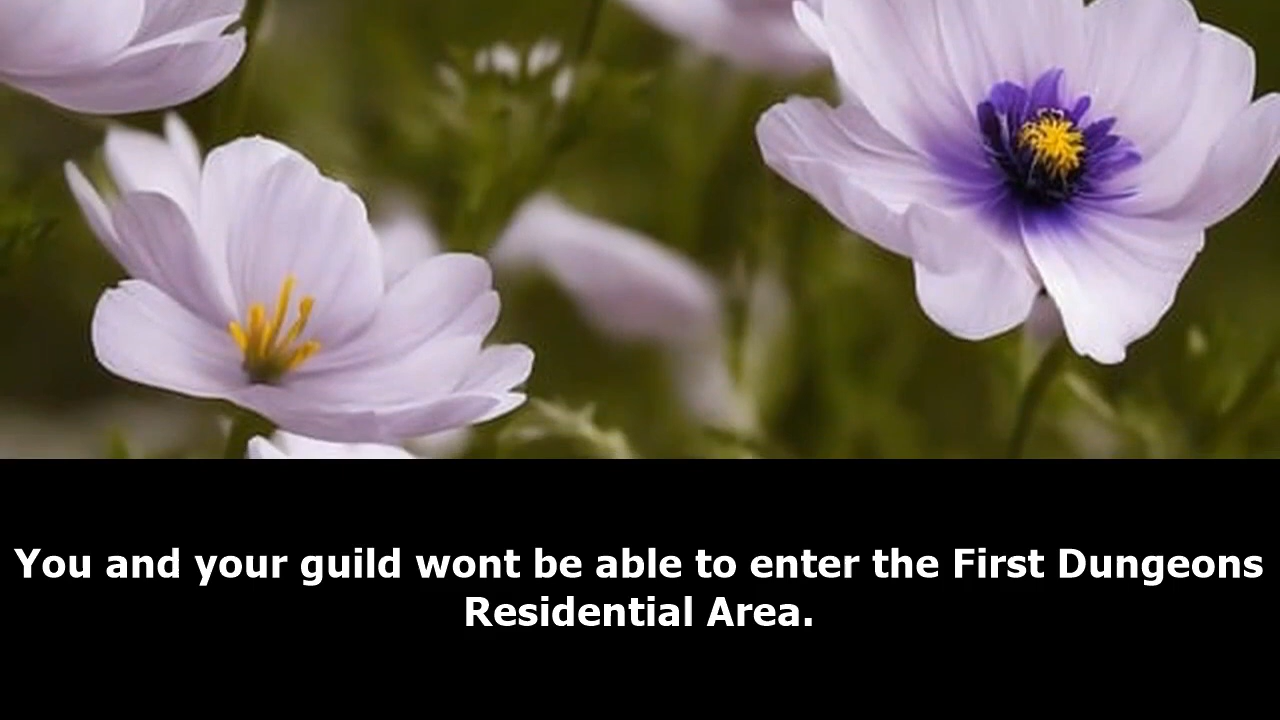 You and your guild wont be able to enter the First Dungeons
Residential Area.